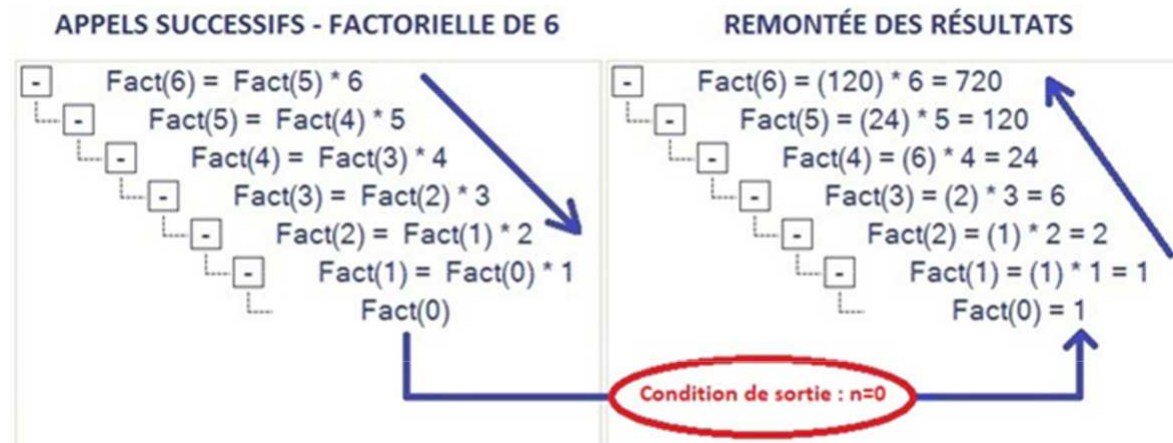 APPELS SUCCESSIFS - FACTORIELLE DE 6
Fact(6) = Fact(5) * 6
Fact(5) = Fact(4) * 5
Fact(4) = Fact(3) * 4
Fact(3) = Fact(2) * 3
Fact(2) = Fact(1) * 2
Fact(1) = Fact(0) * 1
Fact(0)
REMONTÉE DES RÉSULTATS
Fact(6) = (120) * 6 = 720
Fact(5) = (24) * 5 = 120
Fact(4) = (6) * 4 = 24
Fact(3) = (2) * 3 = 6
Fact(2) = (1) * 2 = 2
Fact(1) = (1) * 1 = 1
Fact(0) = 1
Condition de sortie : n=0